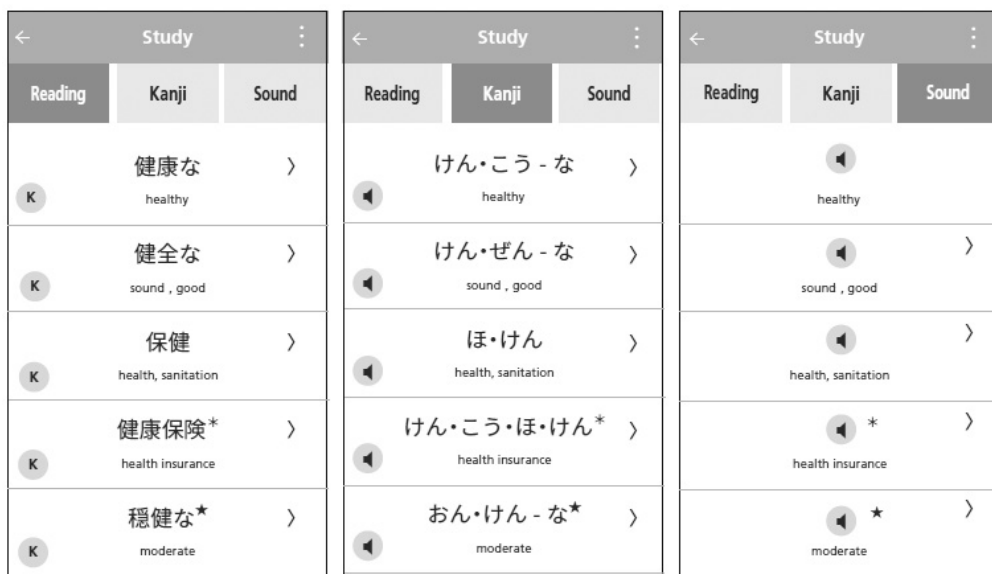 Study
Reading Kanji Sound
健康な
healthy
K
健全な
sound , good
K
保健
health, sanitation
K
健康保険*
health insurance
K
穏健な★
moderate
K
Study
Reading Kanji Sound
けん・こう - な
healthy
けん・ぜん - な
sound , good
ほ・けん
health, sanitation
けん・こう・ほ・けん*
health insurance
おん・けん - な★
moderate
Study
Reading Kanji Sound
healthy
sound , good
health, sanitation
*
health insurance
★
moderate